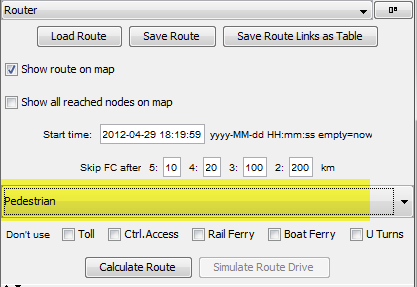 Router
Load Route Save Route Save Route Links as Table
Show route on map
Show all reached nodes on map
Start time: 2012-04-29 18:19:59 yyyy-MM-dd HH:mm:ss empty=now
Skip FC after 5: 10 4: 20 3: 100 2: 200 km
Pedestrian
Don't use Toll Ctrl.Access Rail Ferry Boat Ferry U Turns
Calculate Route Simulate Route Drive